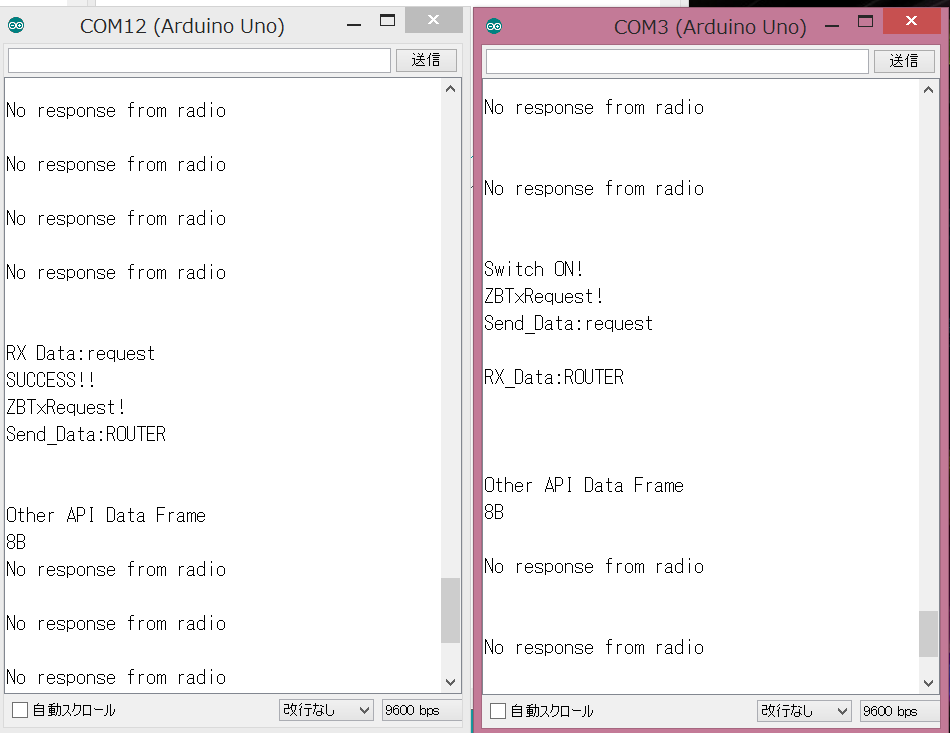 COM12 (Arduino Uno)
送信
No response from radio
No response from radio
No response from radio
No response from radio
RX Data:request
SUCCESS!!
ZBTxRequest!
Send_Data:ROUTER
Other API Data Frame
8B
No response from radio
No response from radio
No response from radio
自動スクロール
改行なし
9600 bps
COM3 (Arduino Uno)
送信
No response from radio
No response from radio
Switch ON!
ZBTxRequest!
Send_Data:request
RX_Data:ROUTER
Other API Data Frame
8B
No response from radio
No response from radio
自動スクロール
改行なし
9600 bps